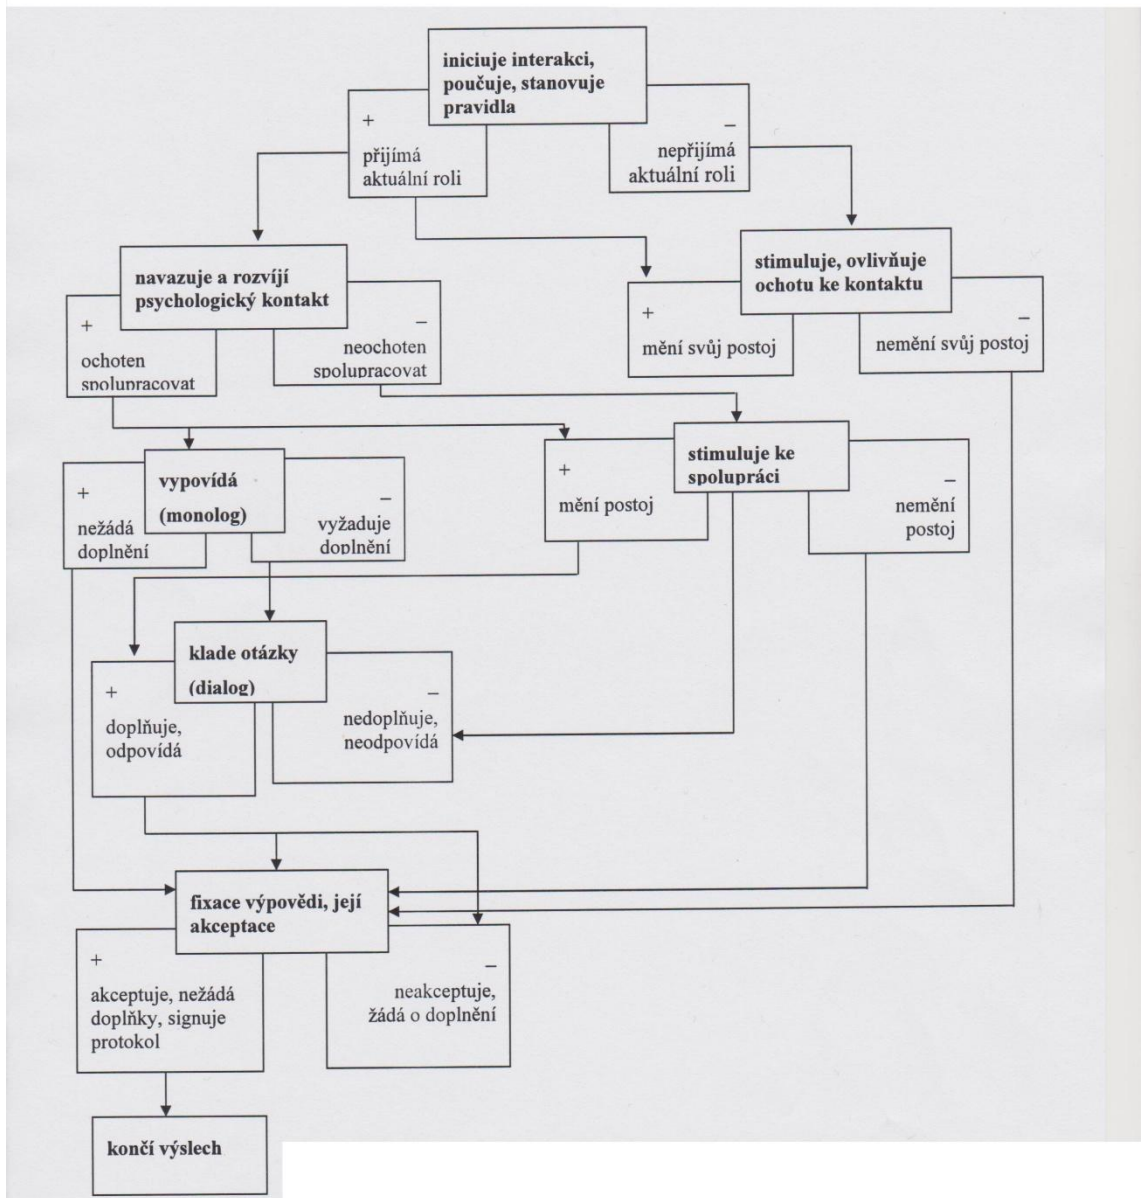 iniciuje interakci,
poučuje, stanovuje
pravidla
+
přijímá
aktuální roli
–
nepřijímá
aktuální roli
navazuje a rozvíjí
psychologický kontakt
+
ochoten
spolupracovat
–
neochoten
spolupracovat
stimuluje, ovlivňuje
ochotu ke kontaktu
+
mění svůj postoj
–
nemění svůj postoj
vypovídá
(monolog)
+
nežádá
doplnění
–
vyžaduje
doplnění
stimuluje ke
spolupráci
+
mění postoj
–
nemění
postoj
klade otázky
(dialog)
+
doplňuje,
odpovídá
–
nedoplňuje,
neodpovídá
fixace výpovědi, její
akceptace
+
akceptuje, nežádá
doplňky, signuje
protokol
–
neakceptuje,
žádá o doplnění
končí výslech